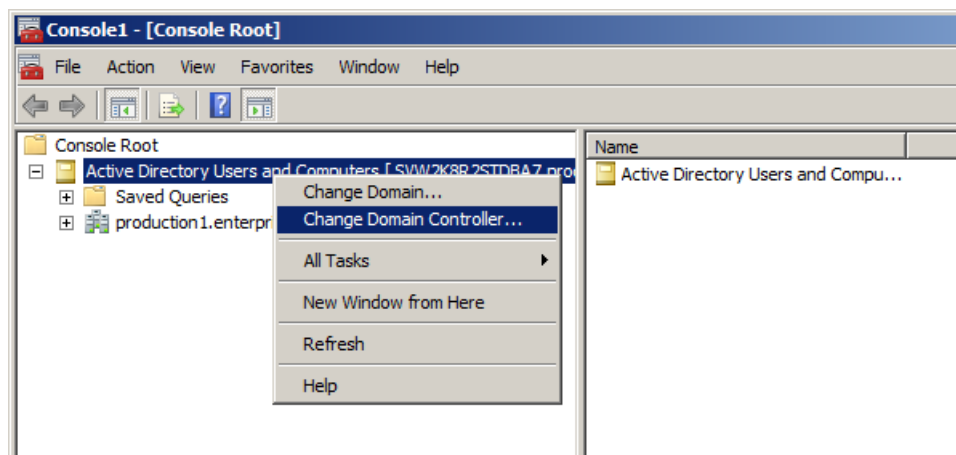 Console1 - [Console Root]
File Action View Favorites Window Help
Console Root
Active Directory Users and Computers [ SVW2K8R2STDBA7.pro
Saved Queries
production1.enterpri
Change Domain...
Change Domain Controller...
All Tasks
New Window from Here
Refresh
Help
Name
Active Directory Users and Compu...